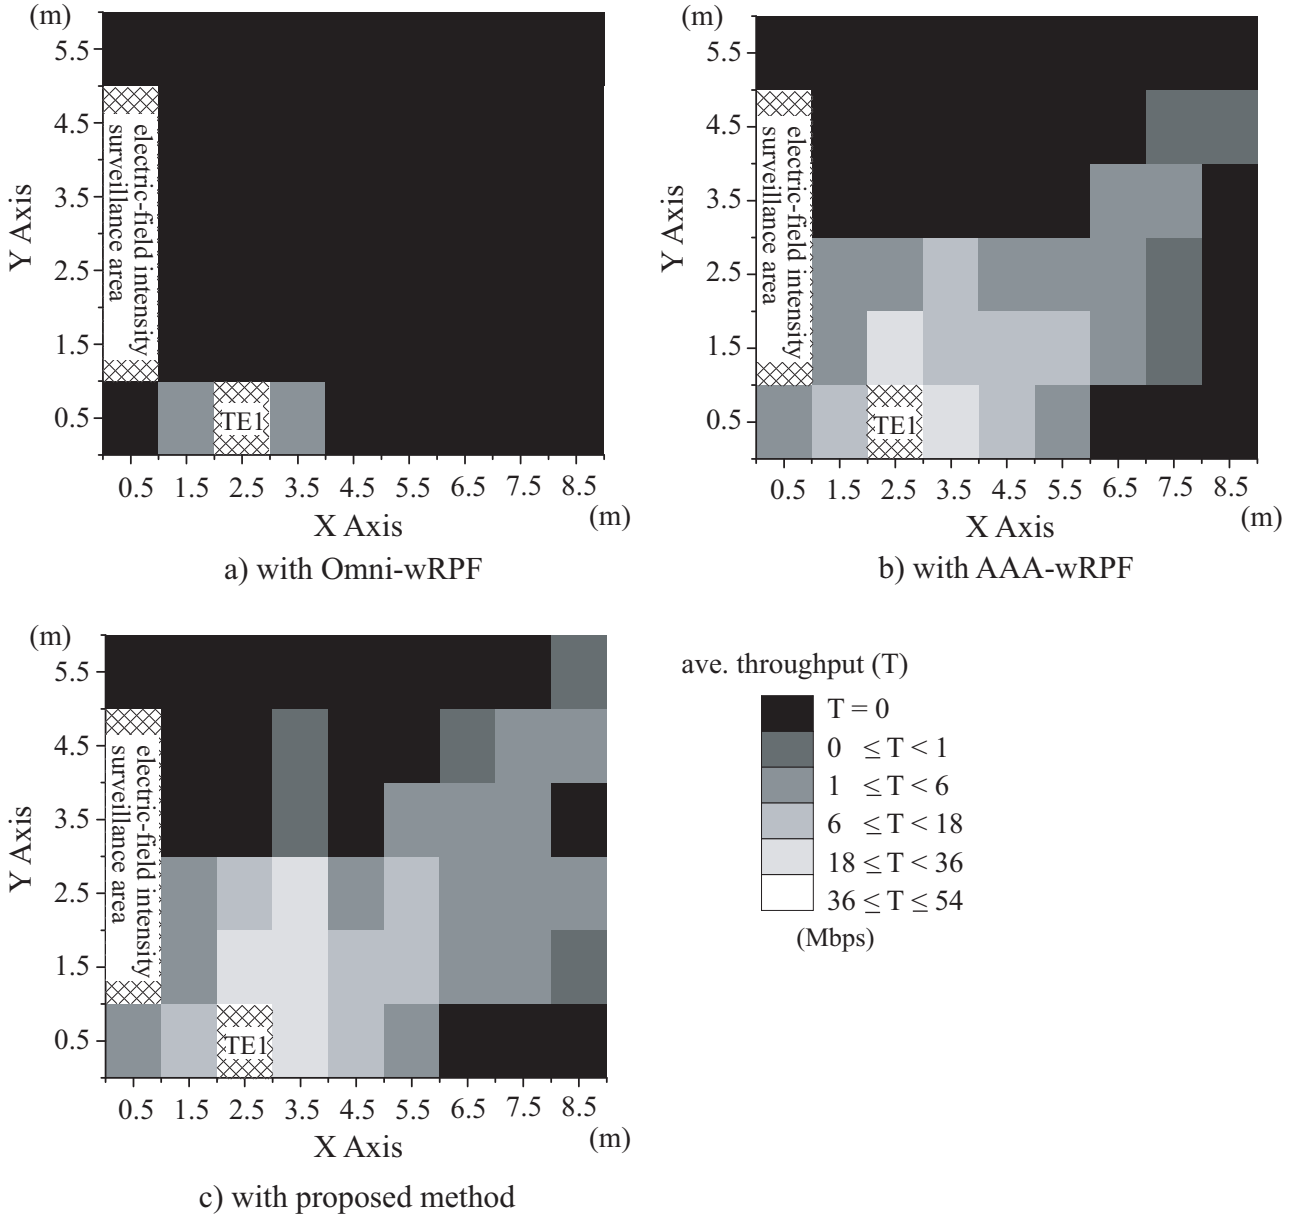 (m)
5.5
4.5
3.5
2.5
1.5
0.5
Y Axis
electric-field intensity
surveillance area
TE1
0.5 1.5 2.5 3.5 4.5 5.5 6.5 7.5 8.5
(m)
X Axis
a) with Omni-wRPF
(m)
5.5
4.5
3.5
2.5
1.5
0.5
Y Axis
electric-field intensity
surveillance area
TE1
0.5 1.5 2.5 3.5 4.5 5.5 6.5 7.5 8.5
(m)
X Axis
b) with AAA-wRPF
(m)
5.5
4.5
3.5
2.5
1.5
0.5
Y Axis
electric-field intensity
surveillance area
TE1
0.5 1.5 2.5 3.5 4.5 5.5 6.5 7.5 8.5
(m)
X Axis
c) with proposed method
ave. throughput (T)
T = 0
0 ≤ T < 1
1 ≤ T < 6
6 ≤ T < 18
18 ≤ T < 36
36 ≤ T ≤ 54
(Mbps)